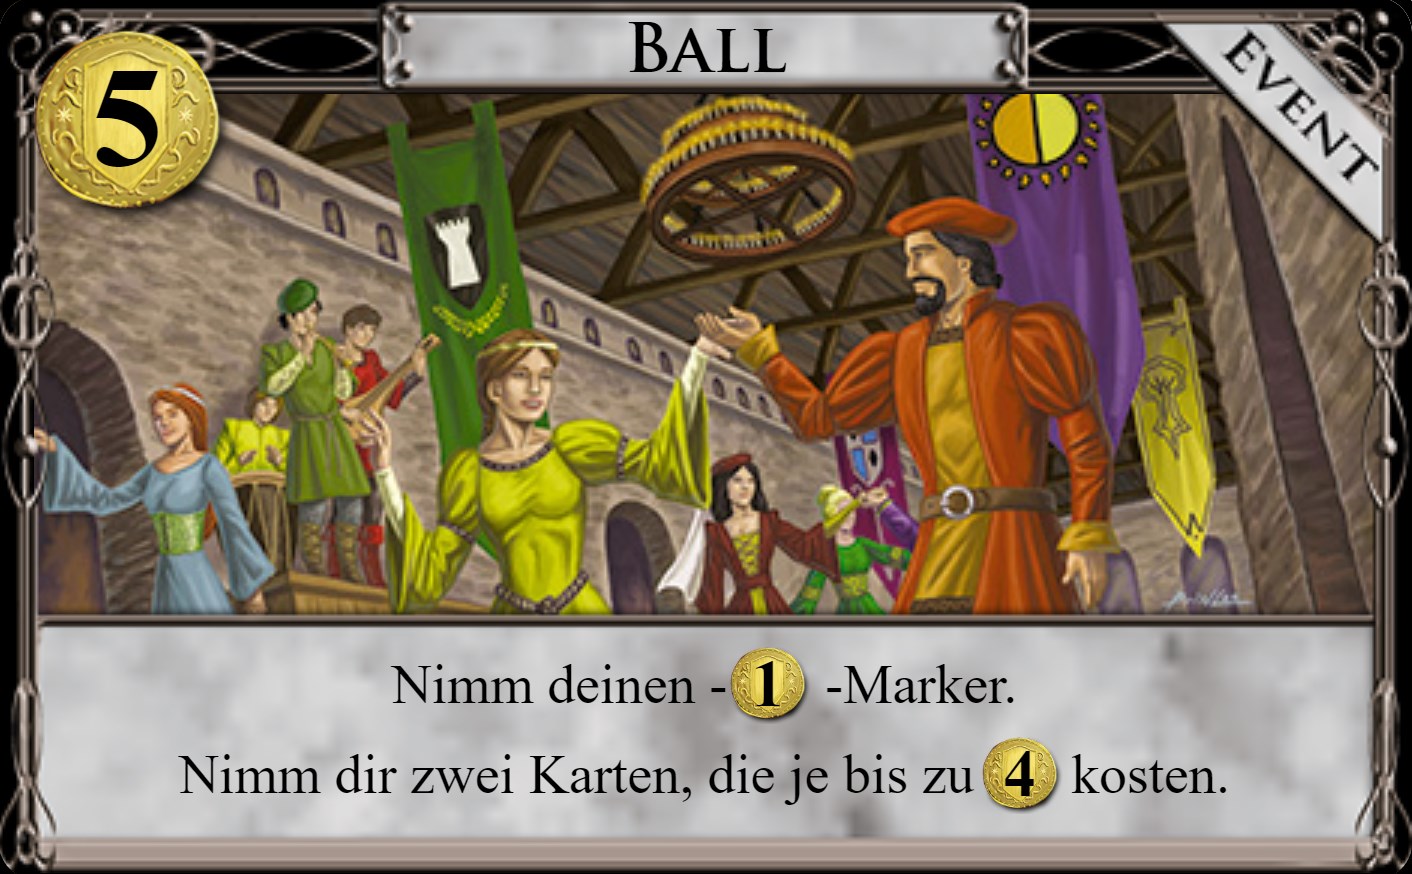 5
BALL
EVENT
Nimm deinen -1 -Marker.
Nimm dir zwei Karten, die je bis zu 4 kosten.